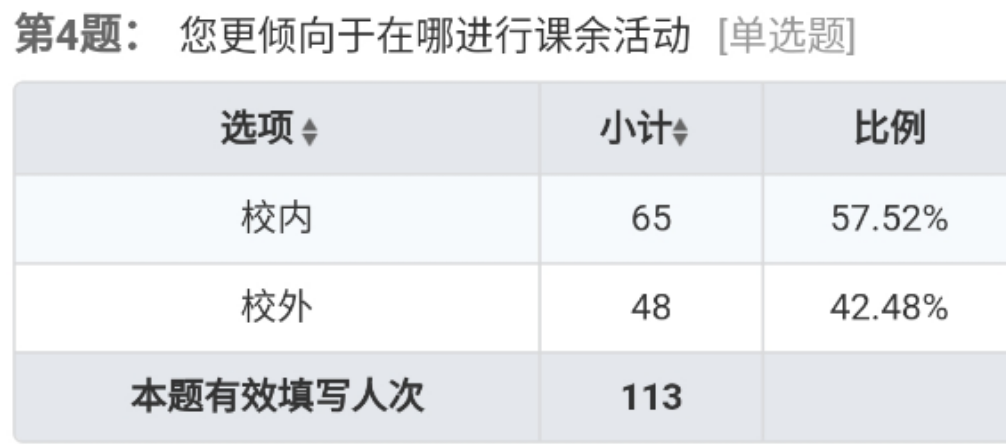 第4题： 您更倾向于在哪进行课余活动 [单选题]
选项 小计 比例
校内 65 57.52%
校外 48 42.48%
本题有效填写人次 113